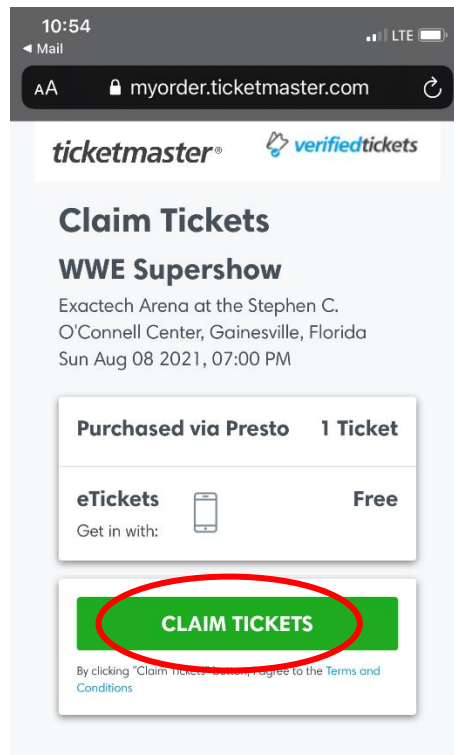 10:54
LTE
Mail
AA myorder.ticketmaster.com
ticketmaster® verifiedtickets
Claim Tickets
WWE Supershow
Exactech Arena at the Stephen C.
O'Connell Center, Gainesville, Florida
Sun Aug 08 2021, 07:00 PM
Purchased via Presto 1 Ticket
eTickets Free
Get in with:
CLAIM TICKETS
By clicking "Claim Tickets" button, I agree to the Terms and
Conditions